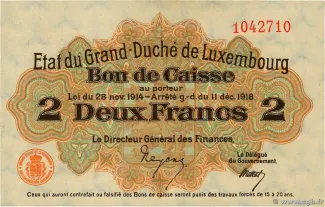 1042710
Etat du Grand-Duché de Luxembourg
Bon de Caisse
au porteur
Loi du 28 nov. 1914 - Arrêté g.-d. du 11 déc. 1918
2 Deux Francs 2
Le Directeur Général des Finances,
Le Délégué
du Gouvernement,
Ceux qui auront contrefait ou falsifié des Bons de caisse seront punis des travaux forcés de 15 à 20 ans.